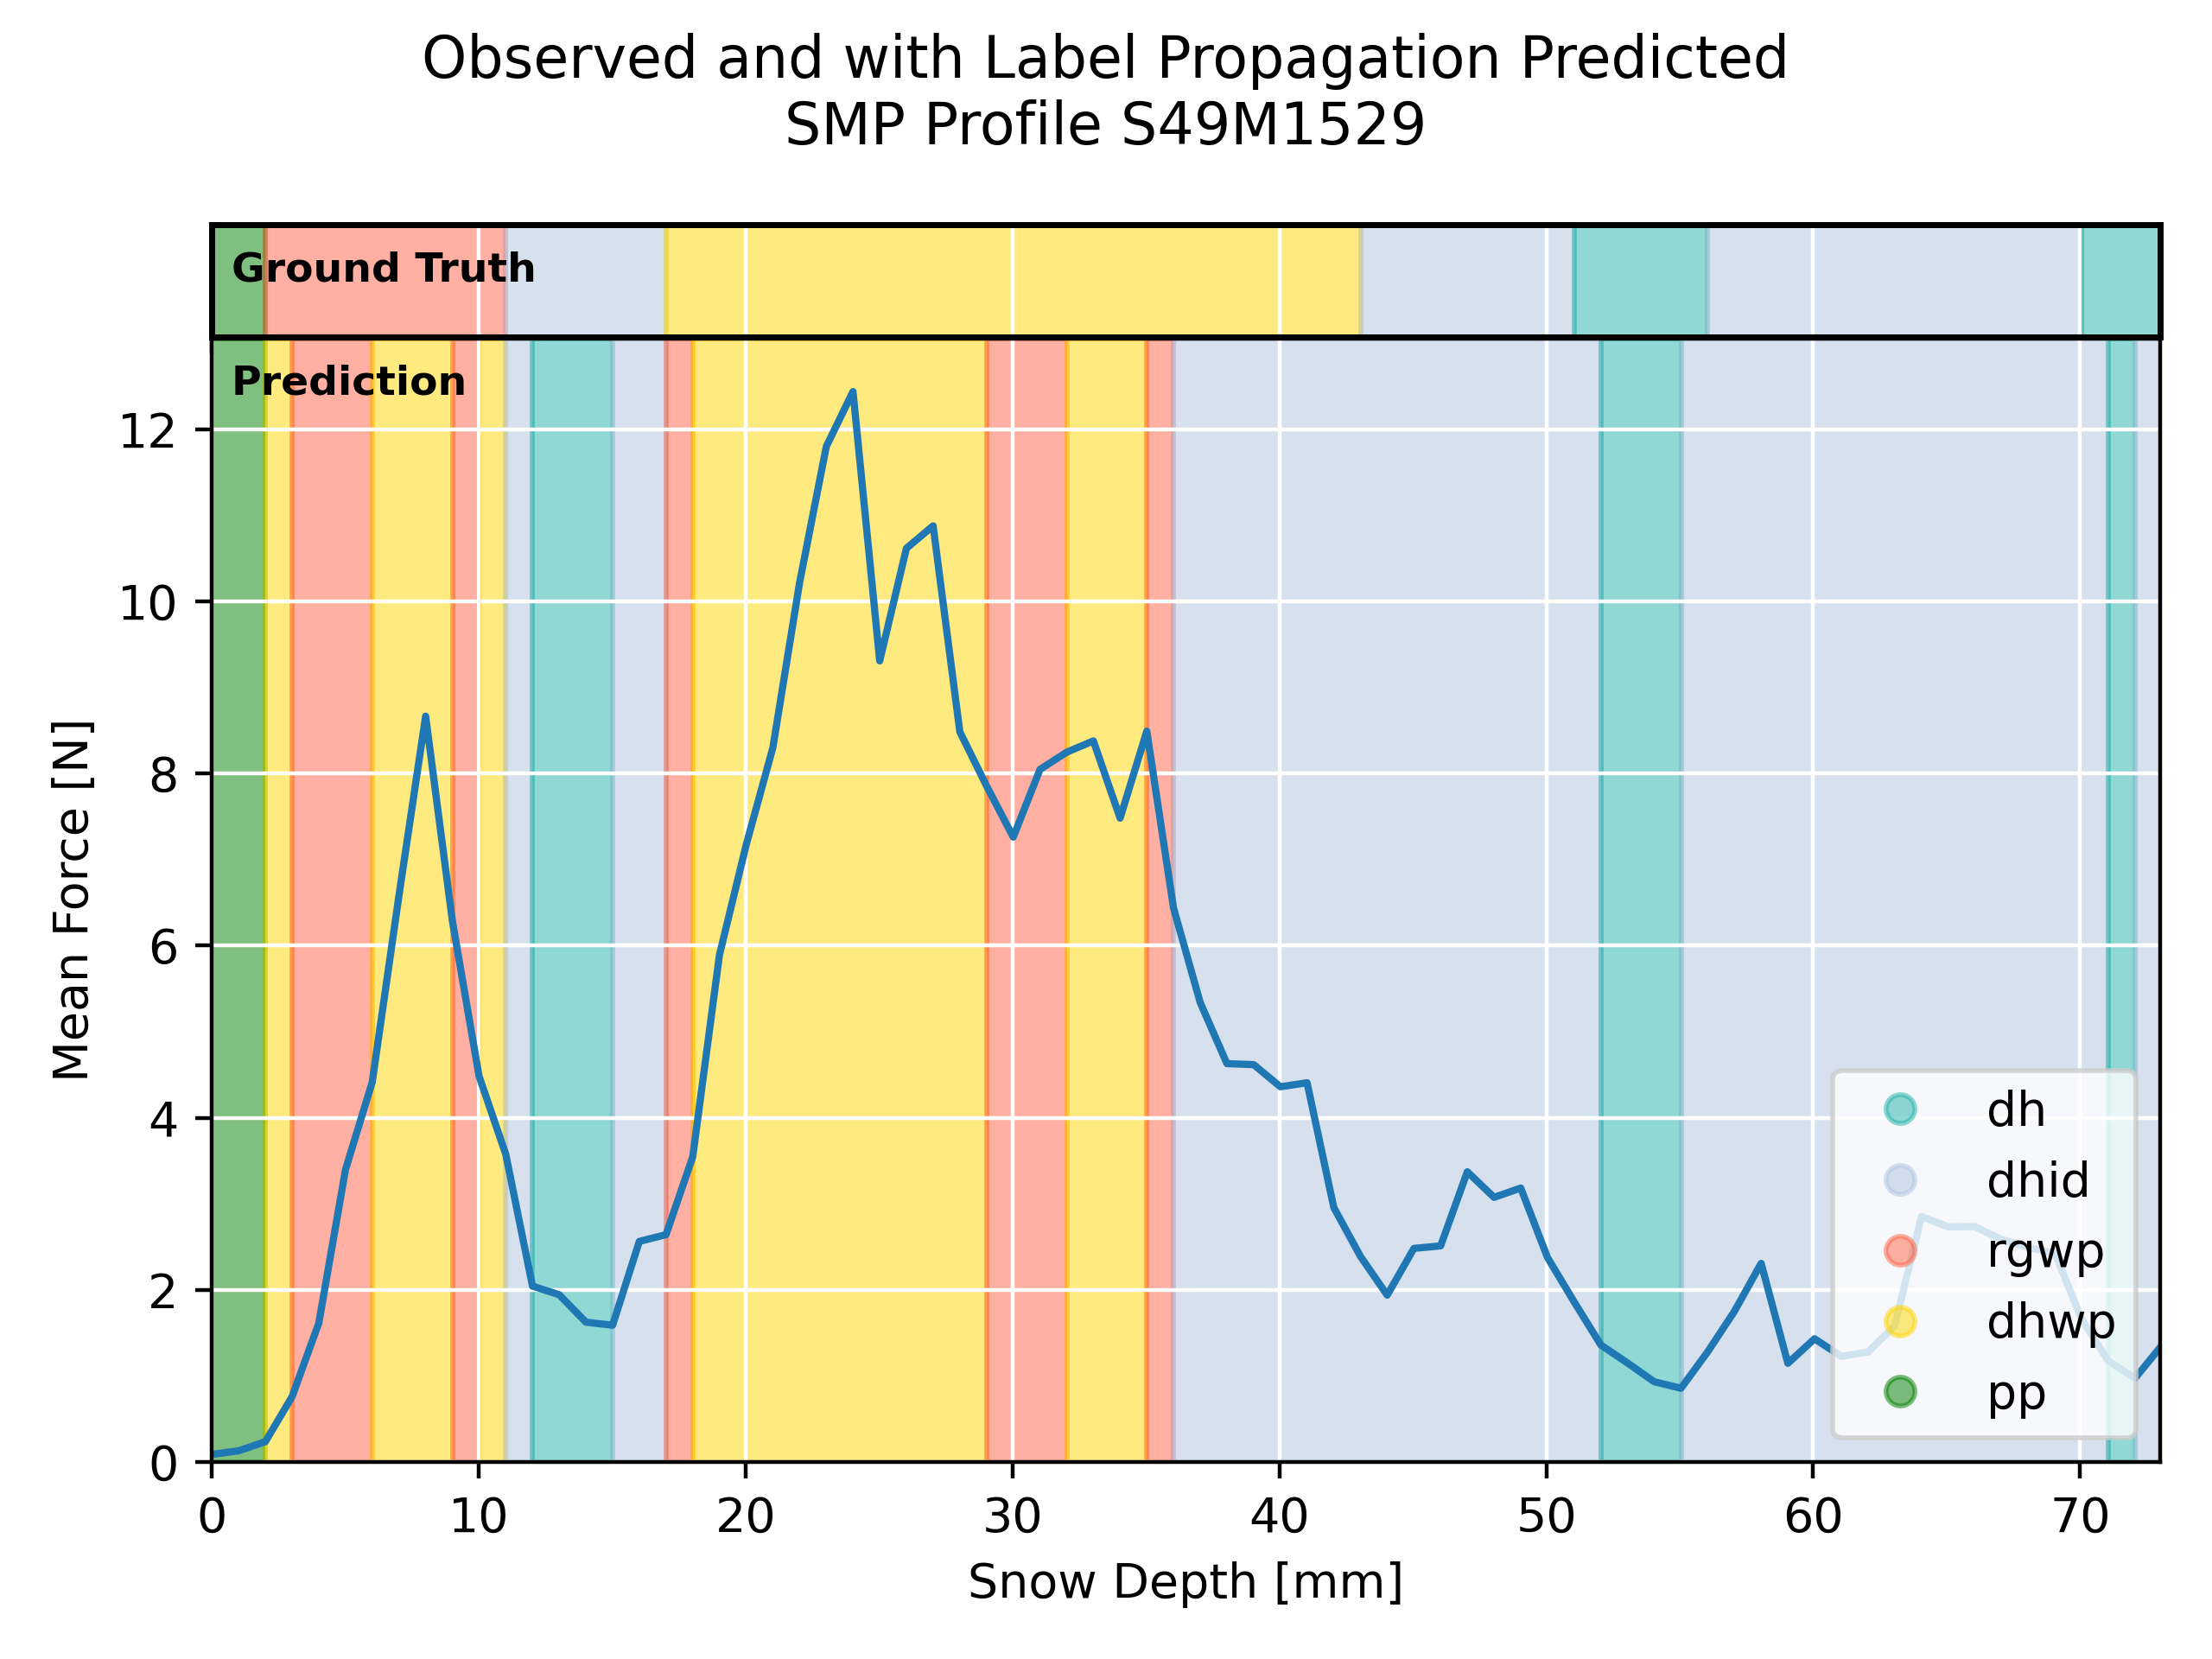 Observed and with Label Propagation Predicted
SMP Profile S49M1529
Ground Truth
Prediction
12
10
8
6
4
2
0
Mean Force [N]
dh
dhid
rgwp
dhwp
pp
0 10 20 30 40 50 60 70
Snow Depth [mm]